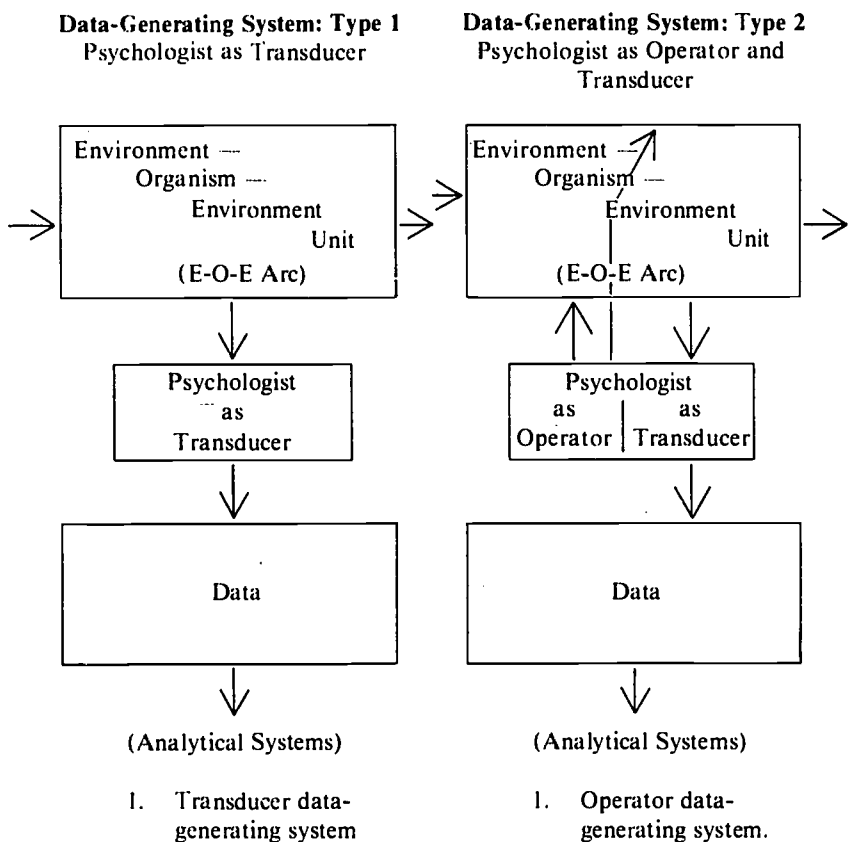 Data-Generating System: Type 1
Psychologist as Transducer
Environment —
Organism —
Environment
Unit
(E-O-E Arc)
Psychologist
as
Transducer
Data
(Analytical Systems)
1. Transducer data-
generating system
Data-Generating System: Type 2
Psychologist as Operator and
Transducer
Environment —
Organism —
Environment
Unit
(E-O-E Arc)
Psychologist
as as
Operator Transducer
Data
(Analytical Systems)
1. Operator data-
generating system.